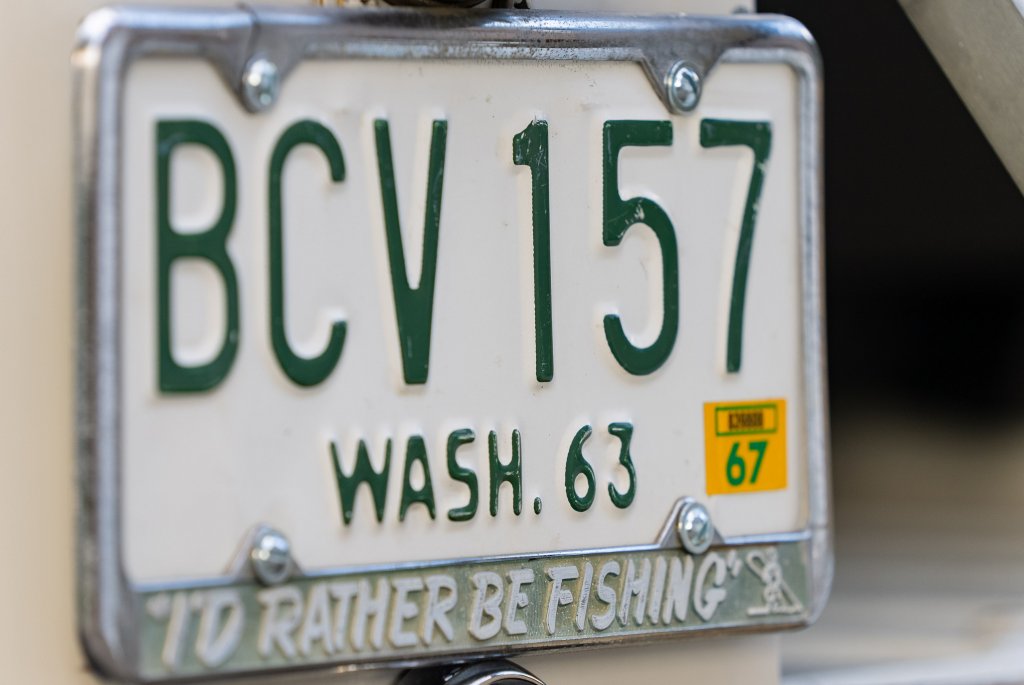 BCV 157
WASH. 63
67
"I'D RATHER BE FISHING"